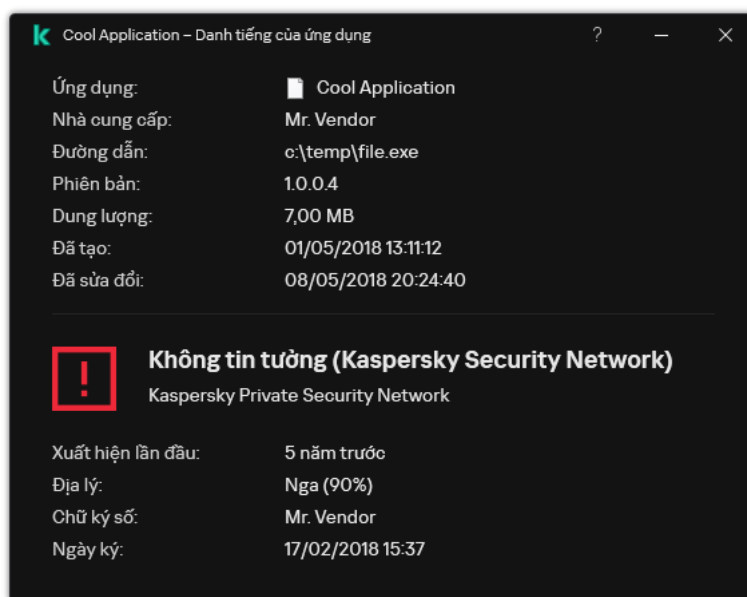 Cool Application – Danh tiếng của ứng dụng
Ứng dụng: Cool Application
Nhà cung cấp: Mr. Vendor
Đường dẫn: c:\temp\file.exe
Phiên bản: 1.0.0.4
Dung lượng: 7,00 MB
Đã tạo: 01/05/2018 13:11:12
Đã sửa đổi: 08/05/2018 20:24:40
Không tin tưởng (Kaspersky Security Network)
Kaspersky Private Security Network
Xuất hiện lần đầu: 5 năm trước
Địa lý: Nga (90%)
Chữ ký số: Mr. Vendor
Ngày ký: 17/02/2018 15:37